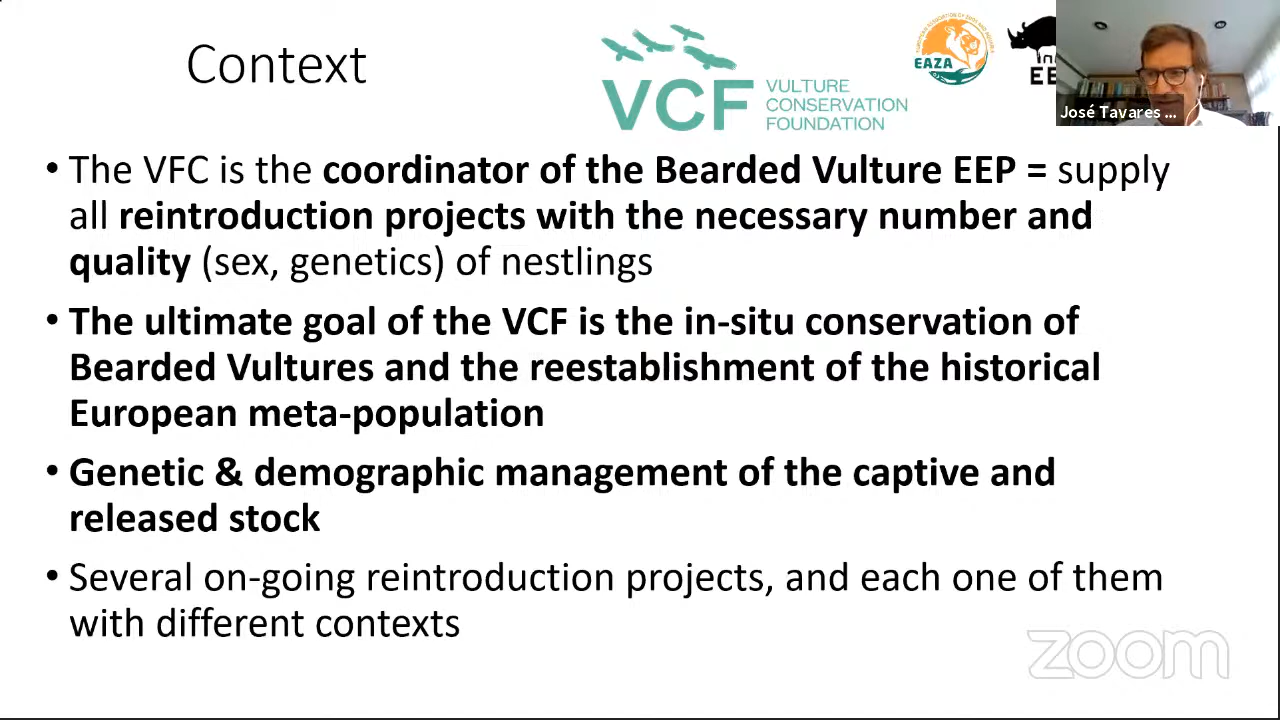 Context
VCF
VULTURE
CONSERVATION
FOUNDATION
EAZA
EE
José Tavares ...
• The VFC is the coordinator of the Bearded Vulture EEP = supply
all reintroduction projects with the necessary number and
quality (sex, genetics) of nestlings
• The ultimate goal of the VCF is the in-situ conservation of
Bearded Vultures and the reestablishment of the historical
European meta-population
• Genetic & demographic management of the captive and
released stock
• Several on-going reintroduction projects, and each one of them
with different contexts
zoom